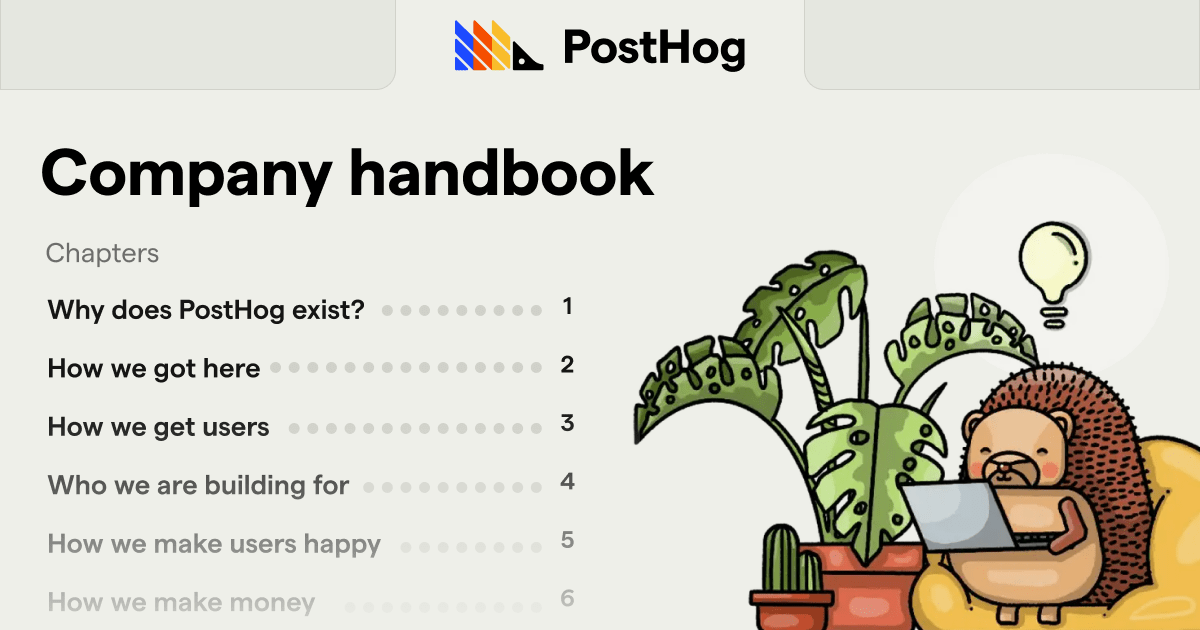 PostHog
Company handbook
Chapters
Why does PostHog exist? 1
How we got here 2
How we get users 3
Who we are building for 4
How we make users happy 5
How we make money 6